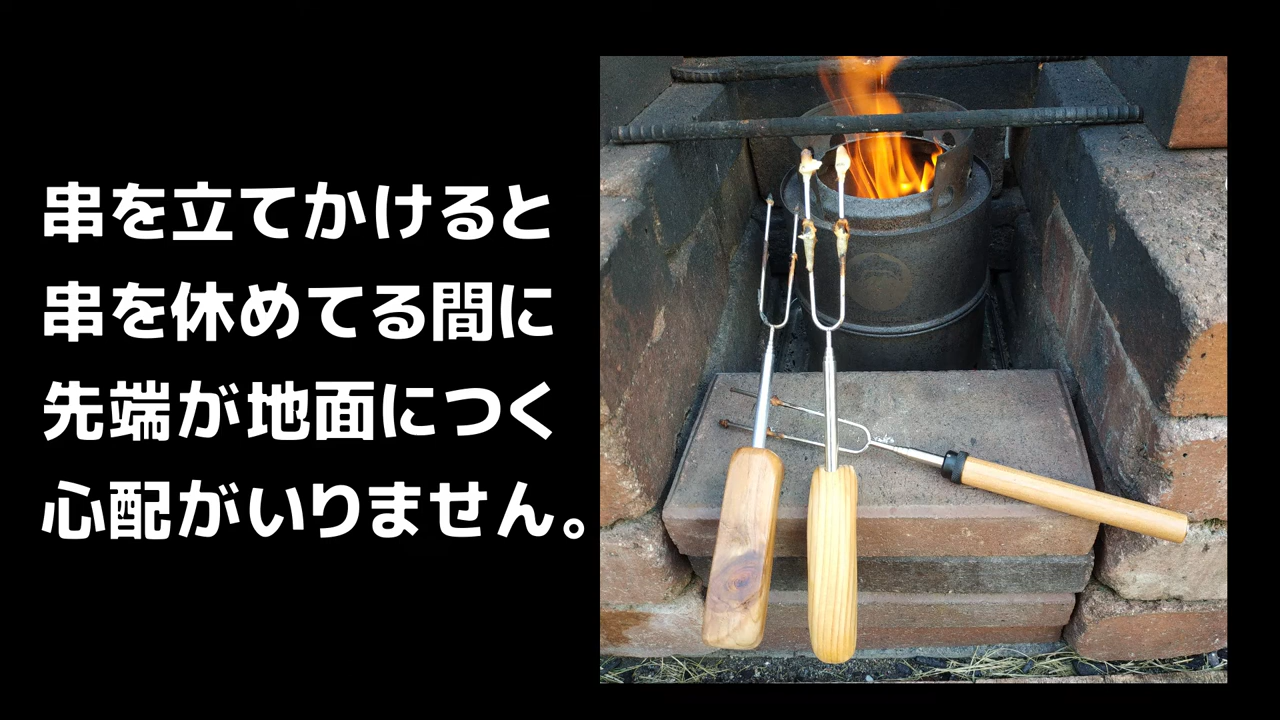 串を立てかけると
串を休めてる間に
先端が地面につく
心配がいりません。